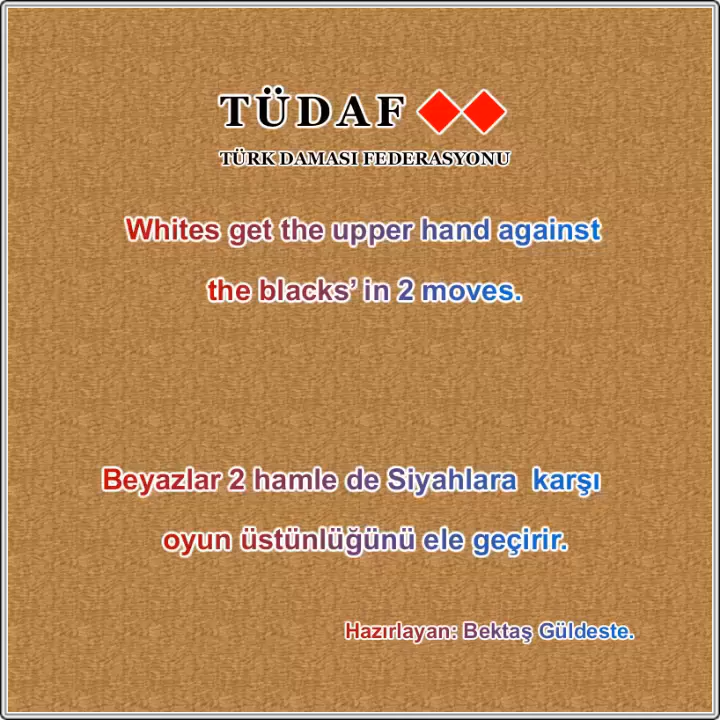 TÜDAF
TÜRK DAMASI FEDERASYONU
Whites get the upper hand against
the blacks’ in 2 moves.
Beyazlar 2 hamle de Siyahlara karşı
oyun üstünlüğünü ele geçirir.
Hazırlayan: Bektaş Güldeste.